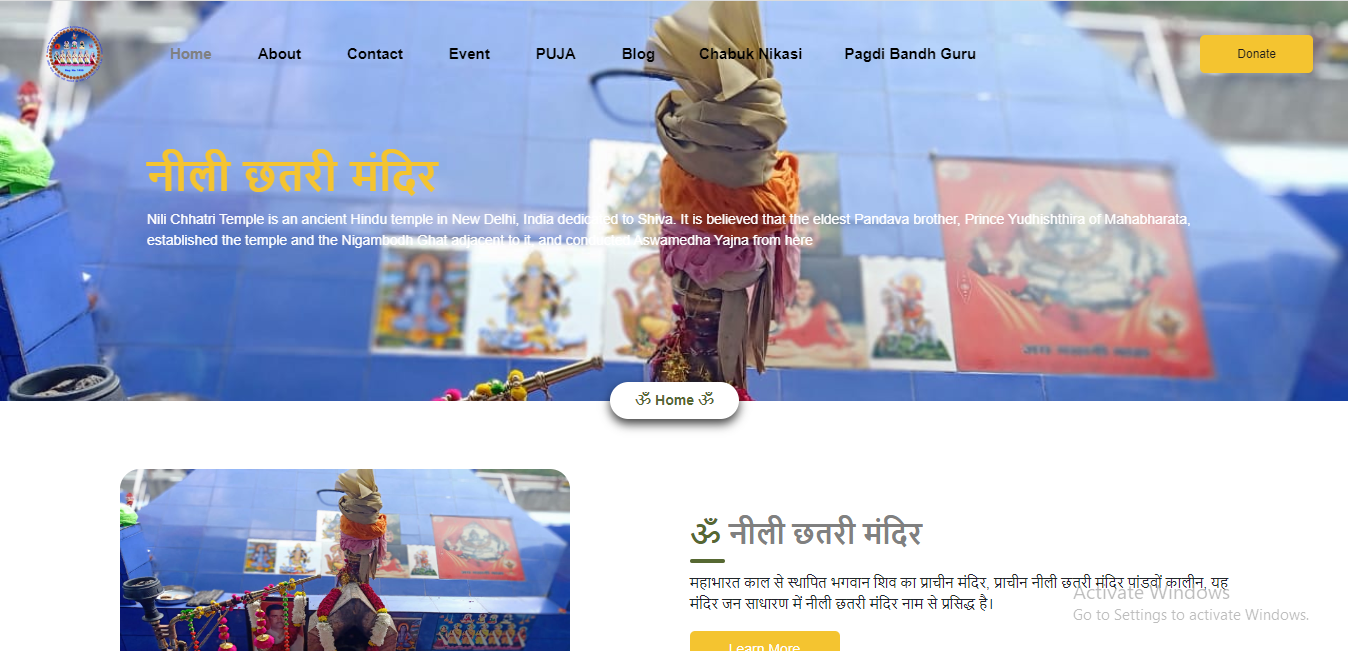 Home About Contact Event PUJA Blog Chabuk Nikasi Pagdi Bandh Guru Donate
नीली छतरी मंदिर
Nili Chhatri Temple is an ancient Hindu temple in New Delhi, India dedicated to Shiva. It is believed that the eldest Pandava brother, Prince Yudhishthira of Mahabharata,
established the temple and the Nigambodh Ghat adjacent to it, and conducted Aswamedha Yajna from here
ॐ Home ॐ
ॐ नीली छतरी मंदिर
महाभारत काल से स्थापित भगवान शिव का प्राचीन मंदिर, प्राचीन नीली छतरी मंदिर पांडवों कालीन, यह
मंदिर जन साधारण में नीली छतरी मंदिर नाम से प्रसिद्ध है।
Activate Windows
Go to Settings to activate Windows.
Learn More